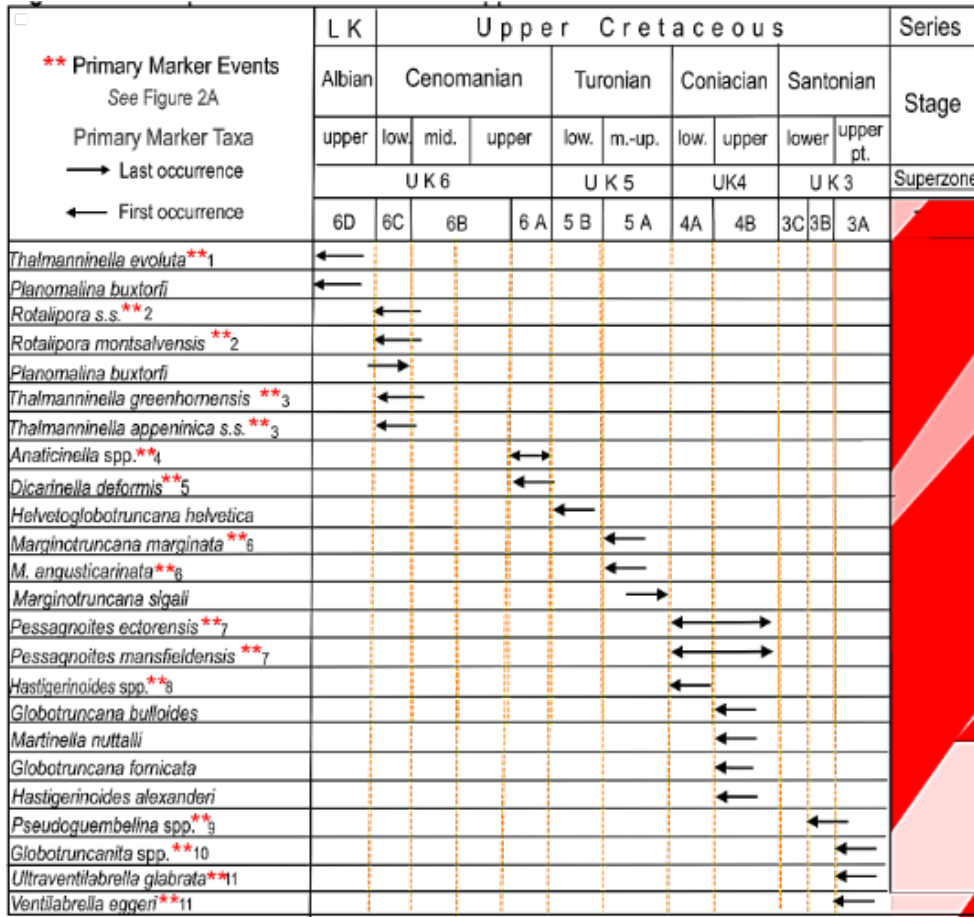 L K Upper Cretaceous Series
** Primary Marker Events
See Figure 2A
Albian Cenomanian Turonian Coniacian Santonian Stage
Primary Marker Taxa
upper low. mid. upper low. m.-up. low. upper lower upper pt.
Last occurrence
U K 6 U K 5 UK4 U K 3 Superzone
First occurrence
6D 6C 6B 6 A 5 B 5 A 4A 4B 3C 3B 3A
Thalmanninella evoluta**1
Planomalina buxtorfi
Rotalipora s.s.**2
Rotalipora montsalvensis **2
Planomalina buxtorfi
Thalmanninella greenhornensis **3
Thalmanninella appeninica s.s.**3
Anaticinella spp.**4
Dicarinella deformis**5
Helvetoglobotruncana helvetica
Marginotruncana marginata **6
M. angusticarinata**6
Marginotruncana sigali
Pessagnoites ectorensis **7
Pessagnoites mansfieldensis **7
Hastigerinoides spp.**8
Globotruncana bulloides
Martinella nuttalli
Globotruncana fornicata
Hastigerinoides alexanderi
Pseudoguembelina spp.**9
Globotruncanita spp.**10
Ultraventilabrella glabrata**11
Ventilabrella eggeri**11